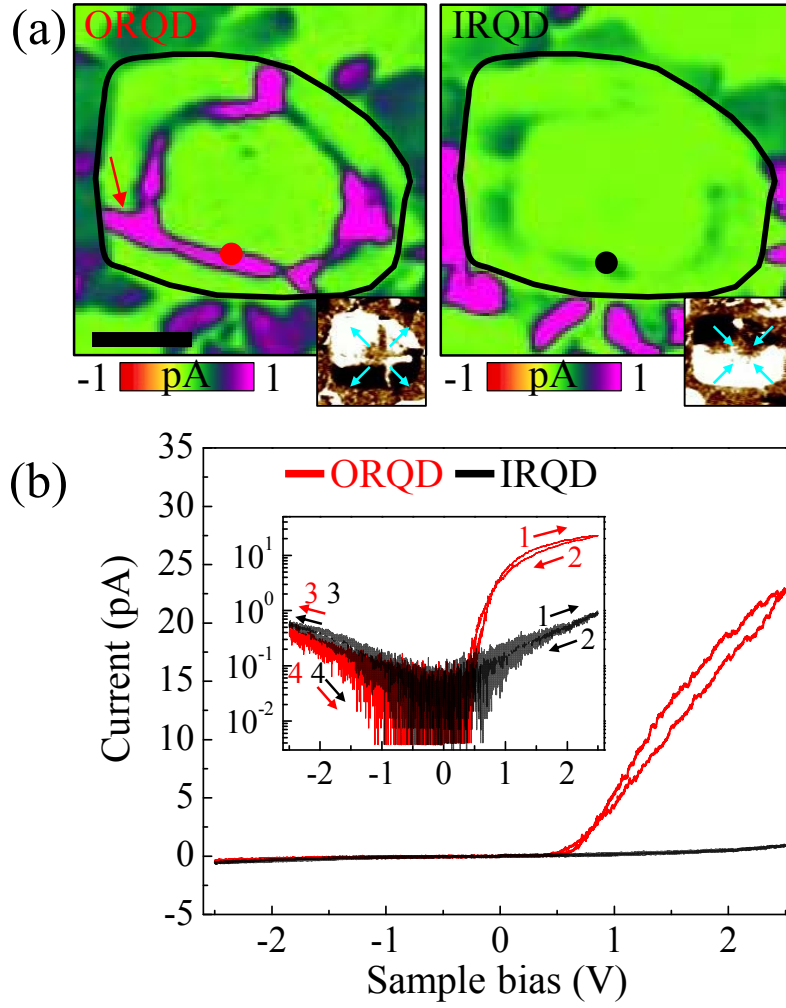 (a)
ORQD
IRQD
-1 pA 1
-1 pA 1
(b)
ORQD IRQD
35
30
25
20
15
10
5
0
-5
Current (pA)
10^1
10^0
10^-1
10^-2
1
2
3 3
4 4
1
2
-2 -1 0 1 2
-2 -1 0 1 2
Sample bias (V)